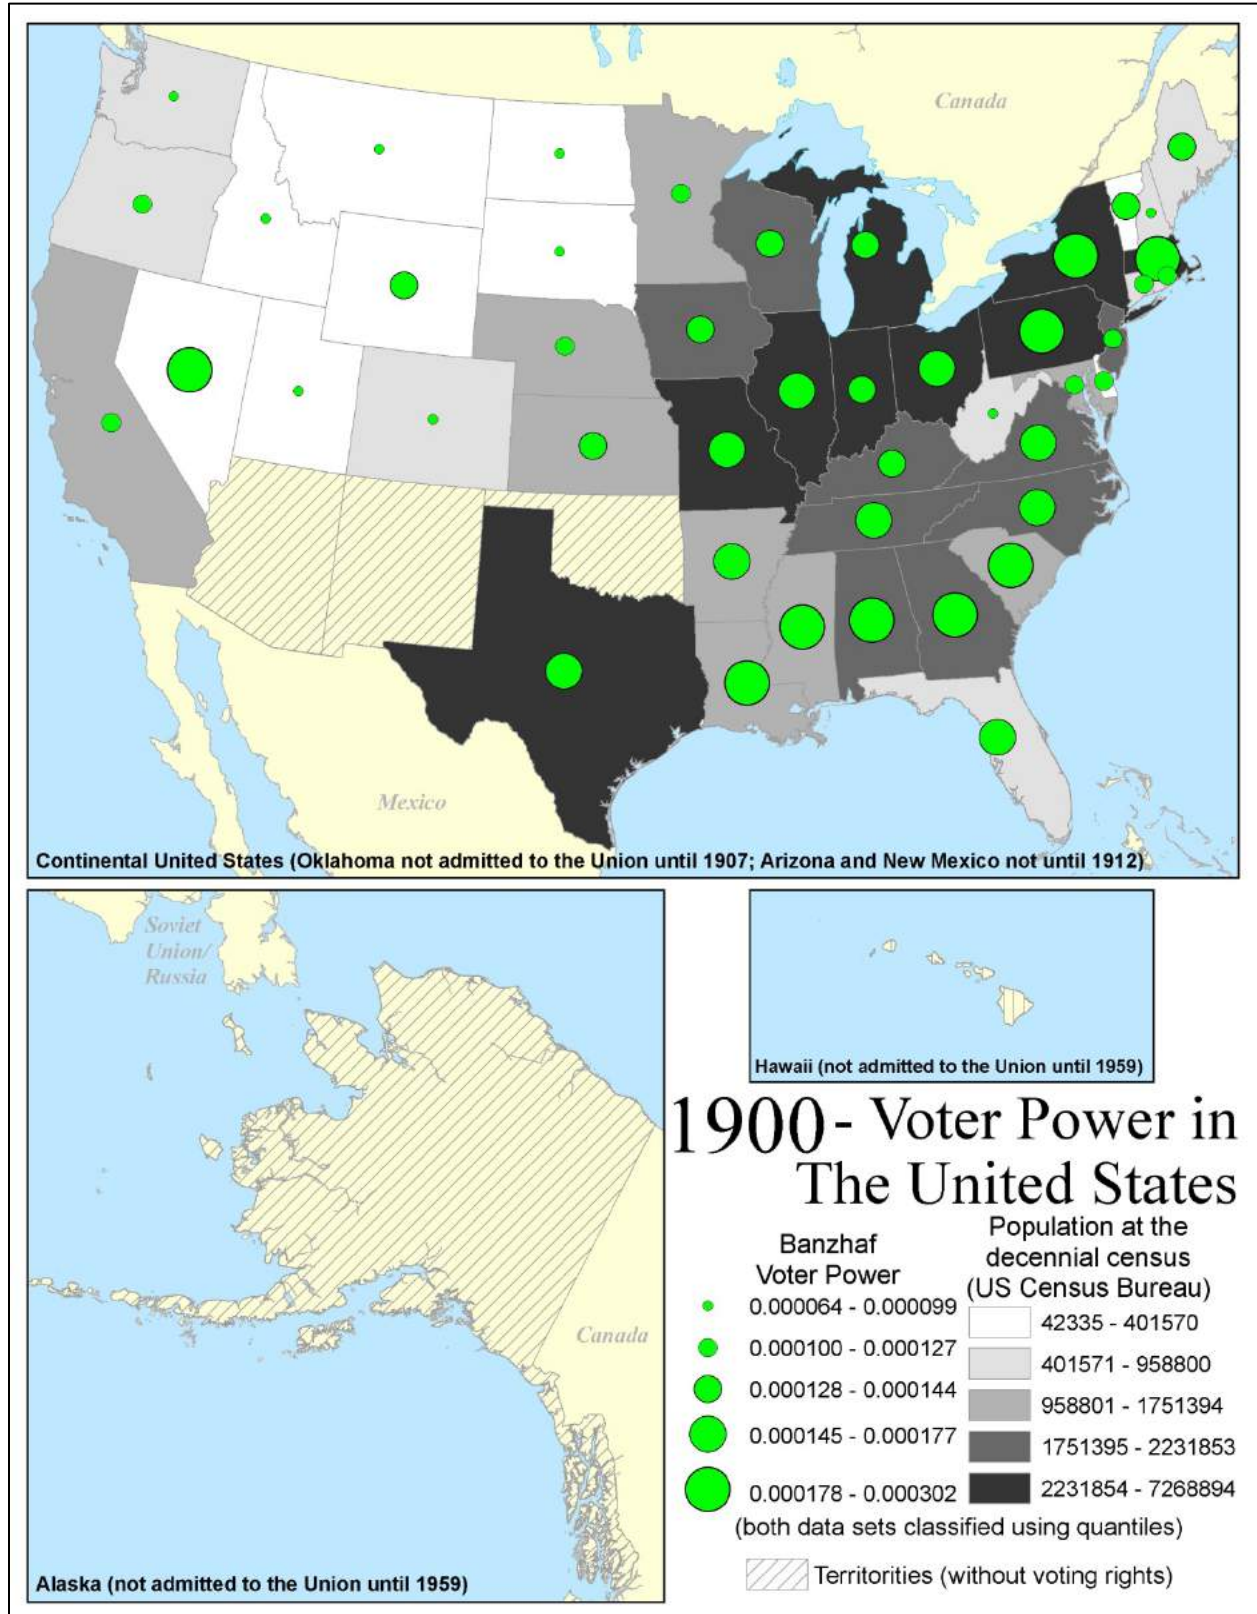 Canada
Mexico
Continental United States (Oklahoma not admitted to the Union until 1907; Arizona and New Mexico not until 1912)
Soviet
Union/
Russia
Canada
Alaska (not admitted to the Union until 1959)
Hawaii (not admitted to the Union until 1959)
1900- Voter Power in
The United States
Banzhaf
Voter Power
0.000064 - 0.000099
0.000100 - 0.000127
0.000128 - 0.000144
0.000145 - 0.000177
0.000178 - 0.000302
Population at the
decennial census
(US Census Bureau)
42335 - 401570
401571 - 958800
958801 - 1751394
1751395 - 2231853
2231854 - 7268894
(both data sets classified using quantiles)
Territorities (without voting rights)